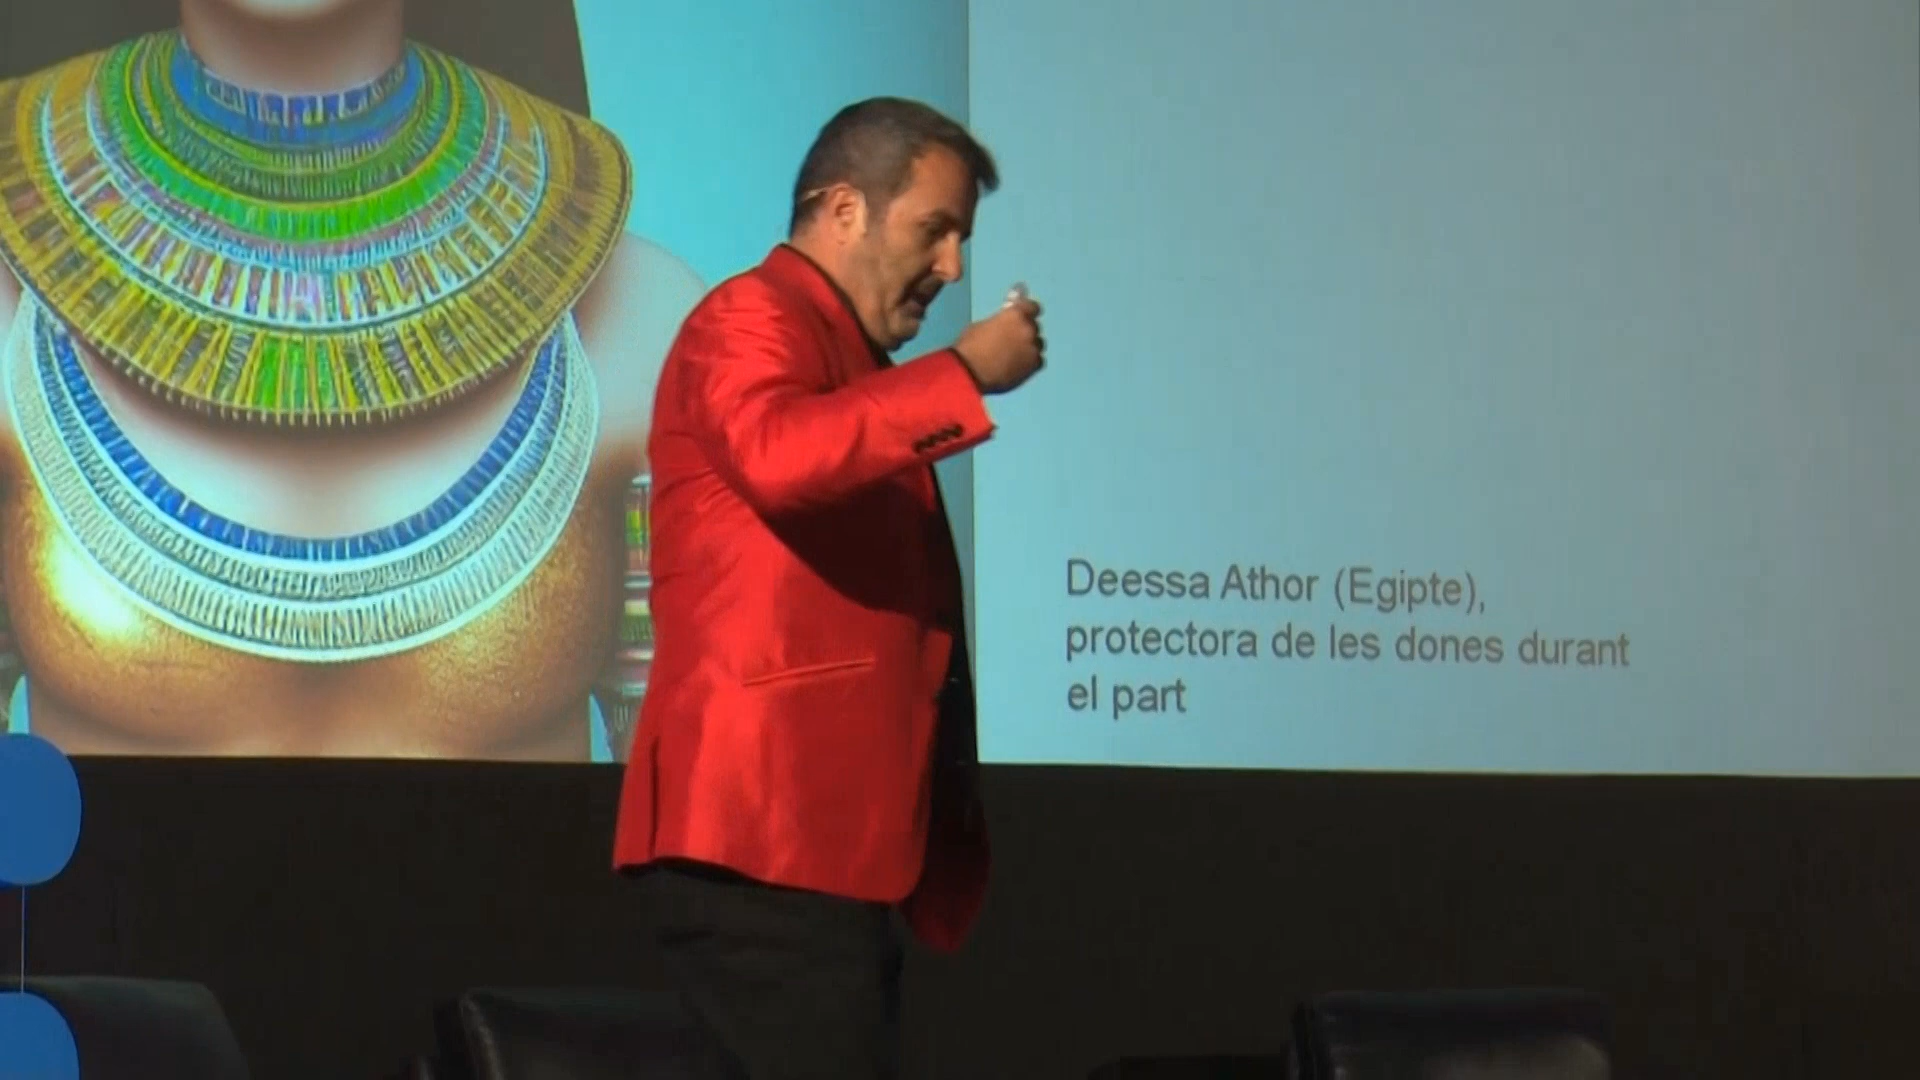 Deessa Athor (Egipte),
protectora de les dones durant
el part